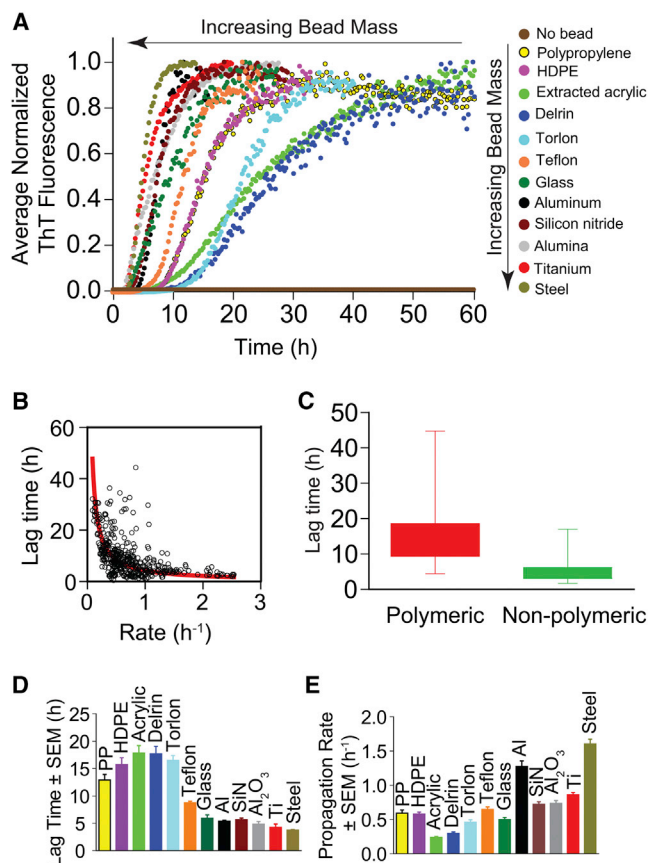 A
Increasing Bead Mass
Average Normalized
ThT Fluorescence
1.0
0.8
0.6
0.4
0.2
0.0
0 10 20 30 40 50 60
Time (h)
Increasing Bead Mass
No bead
Polypropylene
HDPE
Extracted acrylic
Delrin
Torlon
Teflon
Glass
Aluminum
Silicon nitride
Alumina
Titanium
Steel
B
Lag time (h)
60
40
20
0
0 1 2 3
Rate (h-1)
C
Lag time (h)
50
40
30
20
10
0
Polymeric Non-polymeric
D
Lag Time ± SEM (h)
25
20
15
10
5
0
PP
HDPE
Acrylic
Delrin
Torlon
Teflon
Glass
Al
SiN
Al2O3
Ti
Steel
E
Propagation Rate
± SEM (h-1)
2.0
1.5
1.0
0.5
0.0
PP
HDPE
Acrylic
Delrin
Torlon
Teflon
Glass
Al
SiN
Al2O3
Ti
Steel